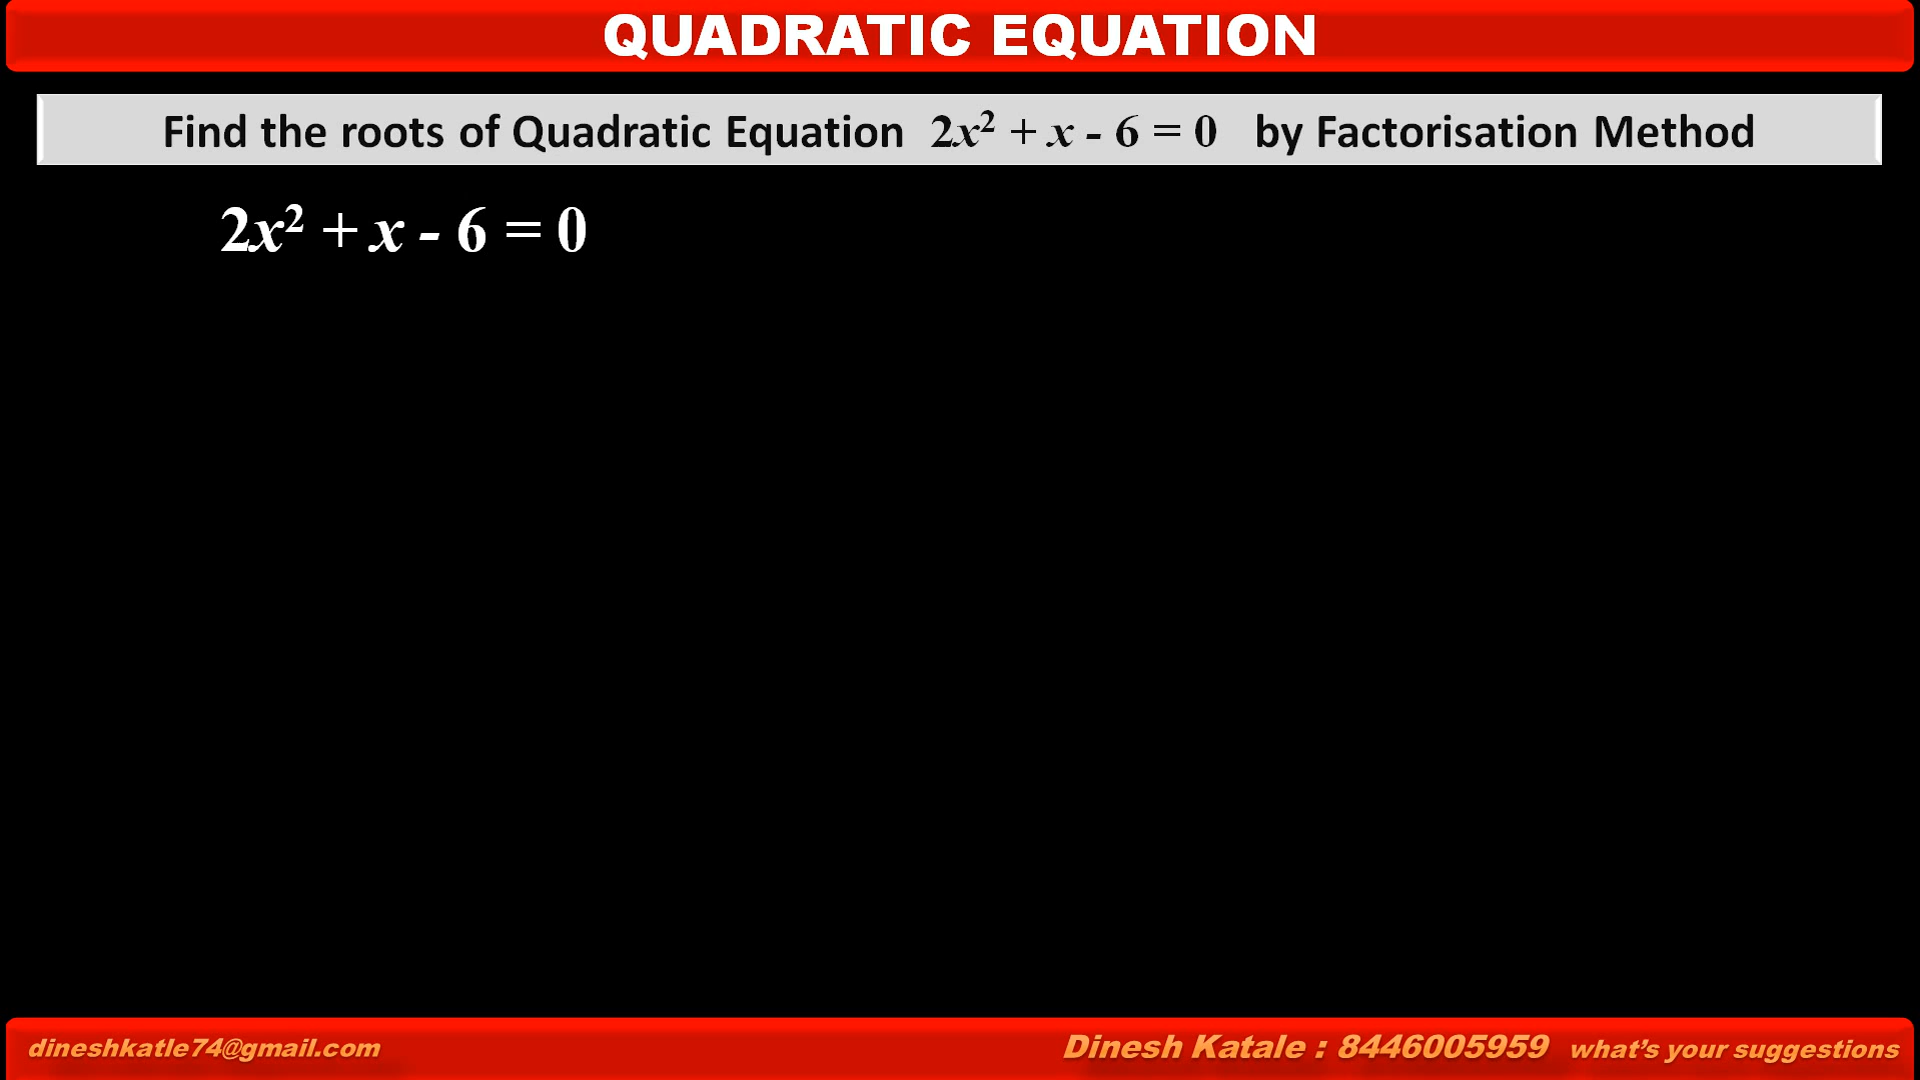 QUADRATIC EQUATION
Find the roots of Quadratic Equation 2x² + x - 6 = 0 by Factorisation Method
2x² + x - 6 = 0
dineshkatle74@gmail.com Dinesh Katale : 8446005959 what's your suggestions